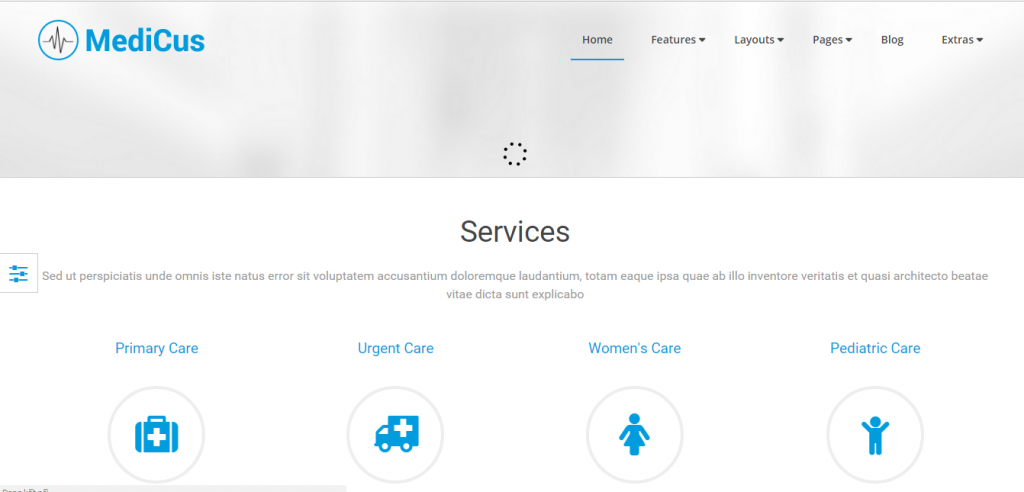 MediCus
Home Features Layouts Pages Blog Extras
Services
Sed ut perspiciatis unde omnis iste natus error sit voluptatem accusantium doloremque laudantium, totam eaque ipsa quae ab illo inventore veritatis et quasi architecto beatae
vitae dicta sunt explicabo
Primary Care Urgent Care Women's Care Pediatric Care